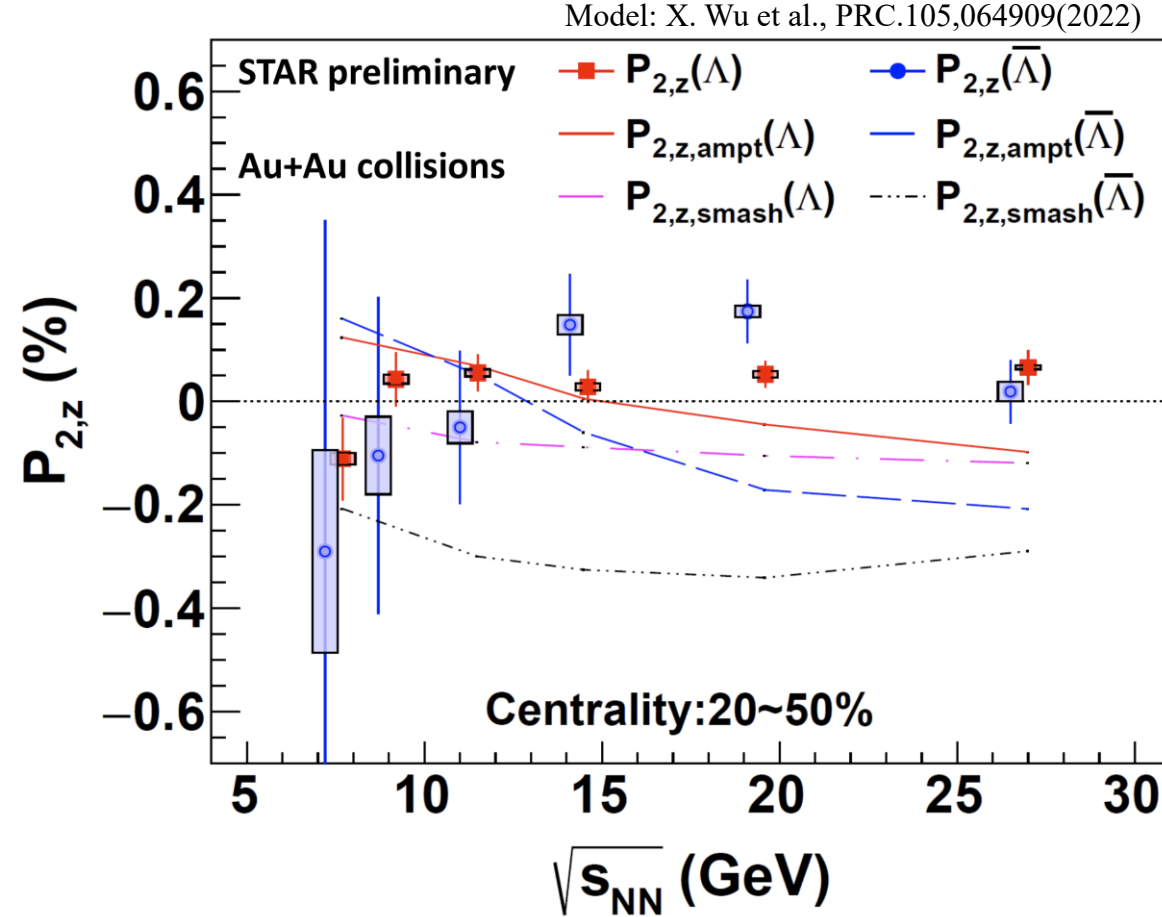 Model: X. Wu et al., PRC.105,064909(2022)
STAR preliminary
P2,z(Λ)
P2,z(Λ̅)
P2,z,ampt(Λ)
P2,z,ampt(Λ̅)
Au+Au collisions
P2,z,smash(Λ)
P2,z,smash(Λ̅)
0.6
0.4
0.2
0
−0.2
−0.4
−0.6
P2,z (%)
Centrality:20~50%
5 10 15 20 25 30
√sNN (GeV)